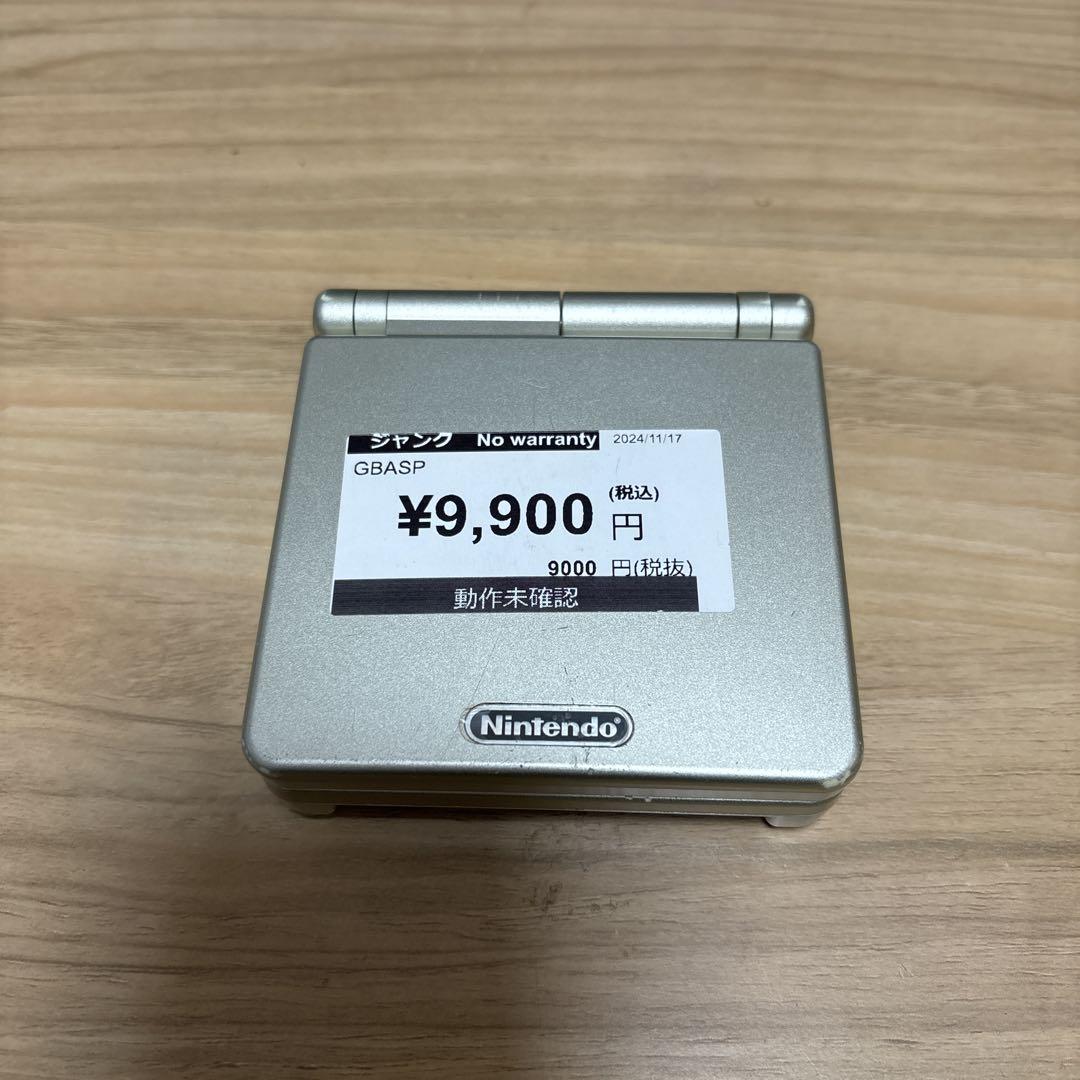 ジャンク No warranty 2024/11/17
GBASP
¥9,900 (税込) 円
9000 円(税抜)
動作未確認
Nintendo®